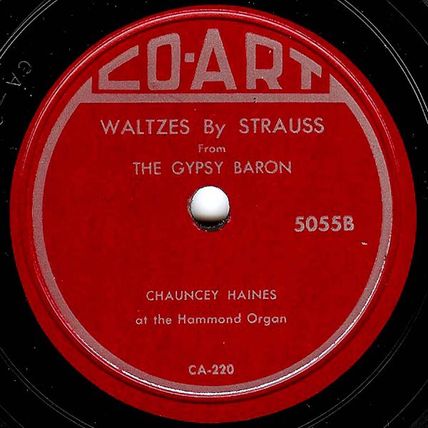 CO-ART
WALTZES By STRAUSS
From
THE GYPSY BARON
5055B
CHAUNCEY HAINES
at the Hammond Organ
CA-220